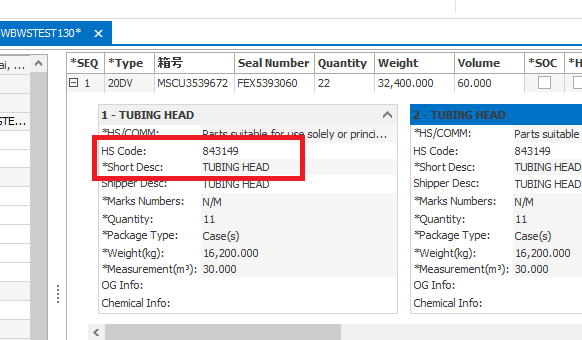 WBWSTEST130* ×
ai, ...
STE...
*SEQ *Type 箱号 Seal Number Quantity Weight Volume *SOC *H
1 20DV MSCU3539672 FEX5393060 22 32,400.000 60.000
1 - TUBING HEAD
*HS/COMM: Parts suitable for use solely or princi...
HS Code: 843149
*Short Desc: TUBING HEAD
Shipper Desc: TUBING HEAD
*Marks Numbers: N/M
*Quantity: 11
*Package Type: Case(s)
*Weight(kg): 16,200.000
*Measurement(m³): 30.000
OG Info:
Chemical Info:
2 - TUBING HEAD
*HS/COMM: Parts suitable
HS Code: 843149
*Short Desc: TUBING HEAD
Shipper Desc: TUBING HEAD
*Marks Numbers: N/M
*Quantity: 11
*Package Type: Case(s)
*Weight(kg): 16,200.000
*Measurement(m³): 30.000
OG Info:
Chemical Info: